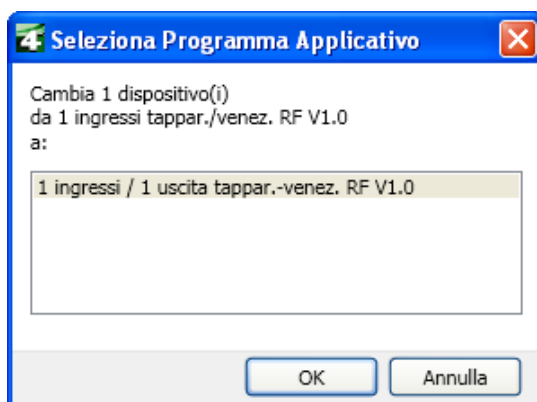 4 Seleziona Programma Applicativo
Cambia 1 dispositivo(i)
da 1 ingressi tappar./venez. RF V1.0
a:
1 ingressi / 1 uscita tappar.-venez. RF V1.0
OK
Annulla